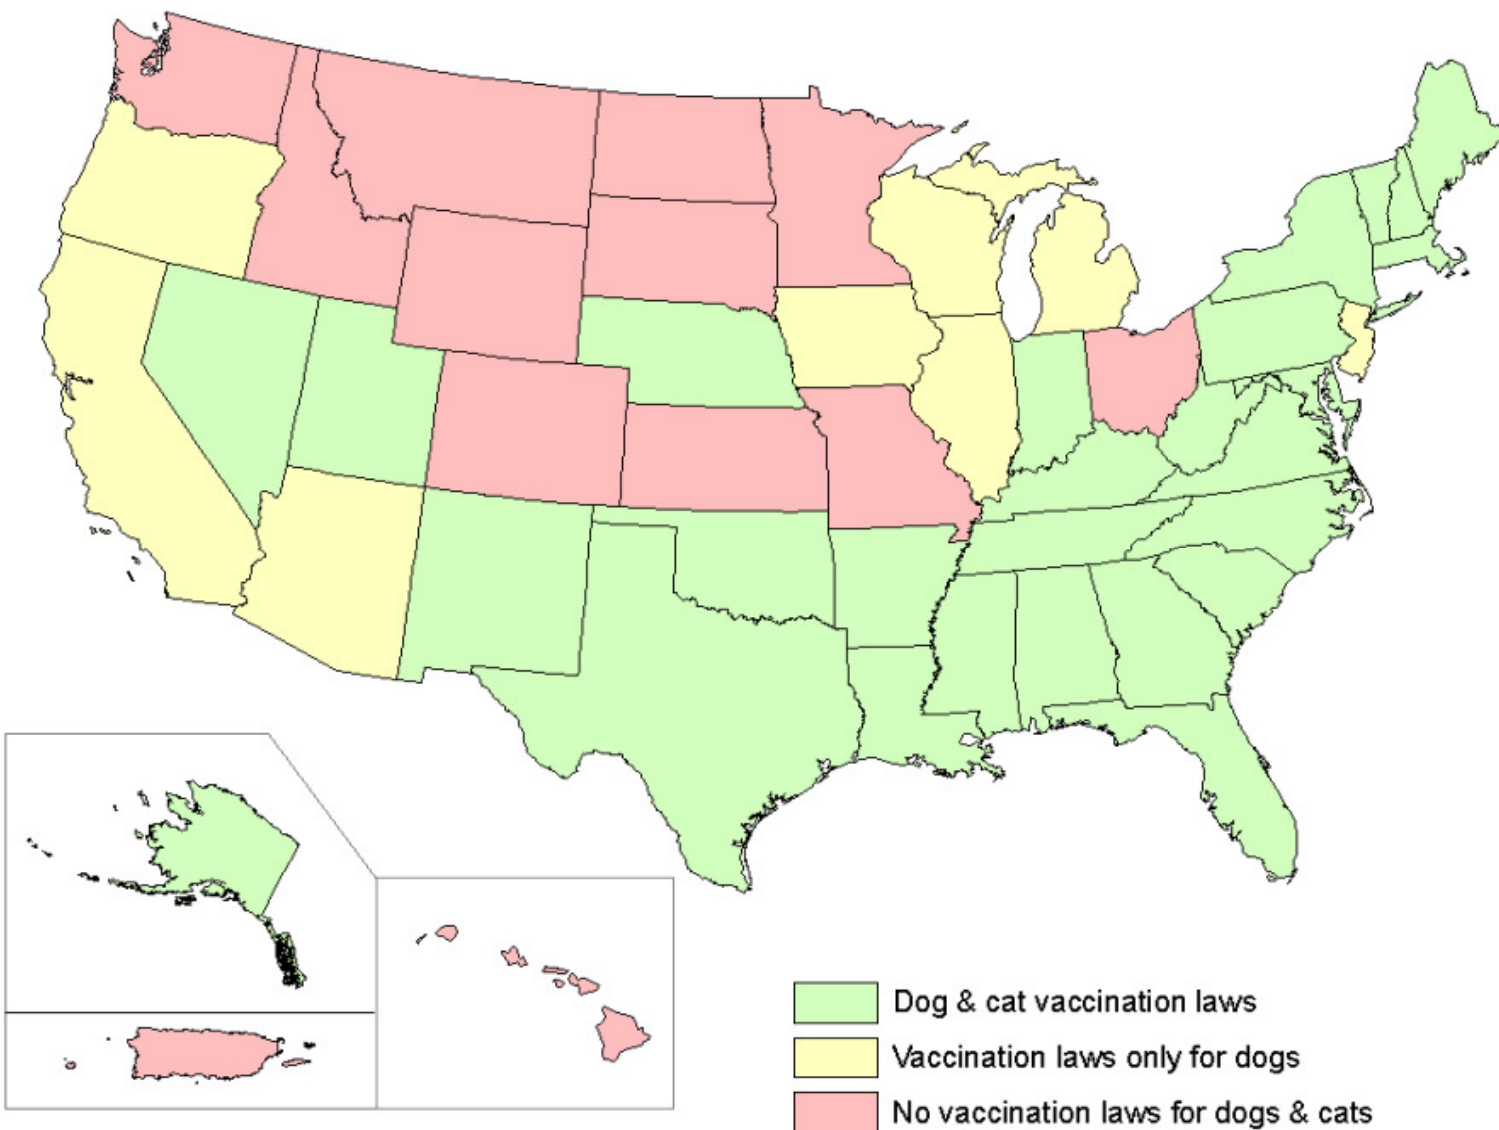 Dog & cat vaccination laws
Vaccination laws only for dogs
No vaccination laws for dogs & cats